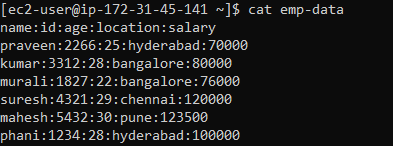 [ec2-user@ip-172-31-45-141 ~]$ cat emp-data
name:id:age:location:salary
praveen:2266:25:hyderabad:70000
kumar:3312:28:bangalore:80000
murali:1827:22:bangalore:76000
suresh:4321:29:chennai:120000
mahesh:5432:30:pune:123500
phani:1234:28:hyderabad:100000